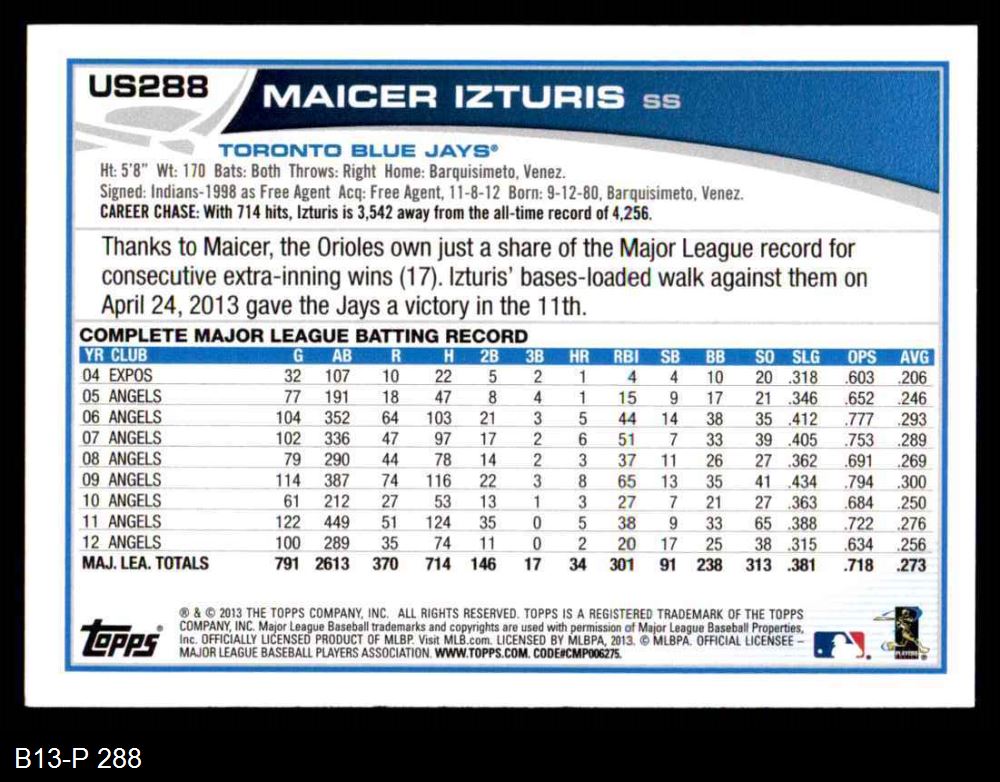 US288
MAICER IZTURIS SS
TORONTO BLUE JAYS®
Ht: 5'8" Wt: 170 Bats: Both Throws: Right Home: Barquisimeto, Venez.
Signed: Indians-1998 as Free Agent Acq: Free Agent, 11-8-12 Born: 9-12-80, Barquisimeto, Venez.
CAREER CHASE: With 714 hits, Izturis is 3,542 away from the all-time record of 4,256.
Thanks to Maicer, the Orioles own just a share of the Major League record for
consecutive extra-inning wins (17). Izturis' bases-loaded walk against them on
April 24, 2013 gave the Jays a victory in the 11th.
COMPLETE MAJOR LEAGUE BATTING RECORD
YR CLUB G AB R H 2B 3B HR RBI SB BB SO SLG OPS AVG
04 EXPOS 32 107 10 22 5 2 1 4 4 10 20 .318 .603 .206
05 ANGELS 77 191 18 47 8 4 1 15 9 17 21 .346 .652 .246
06 ANGELS 104 352 64 103 21 3 5 44 14 38 35 .412 .777 .293
07 ANGELS 102 336 47 97 17 2 6 51 7 33 39 .405 .753 .289
08 ANGELS 79 290 44 78 14 2 3 37 11 26 27 .362 .691 .269
09 ANGELS 114 387 74 116 22 3 8 65 13 35 41 .434 .794 .300
10 ANGELS 61 212 27 53 13 1 3 27 7 21 27 .363 .684 .250
11 ANGELS 122 449 51 124 35 0 5 38 9 33 65 .388 .722 .276
12 ANGELS 100 289 35 74 11 0 2 20 17 25 38 .315 .634 .256
MAJ. LEA. TOTALS 791 2613 370 714 146 17 34 301 91 238 313 .381 .718 .273
® & © 2013 THE TOPPS COMPANY, INC. ALL RIGHTS RESERVED. TOPPS IS A REGISTERED TRADEMARK OF THE TOPPS
COMPANY, INC. Major League Baseball trademarks and copyrights are used with permission of Major League Baseball Properties,
Inc. OFFICIALLY LICENSED PRODUCT OF MLBP. Visit MLB.com. LICENSED BY MLBPA, 2013. © MLBPA. OFFICIAL LICENSEE –
MAJOR LEAGUE BASEBALL PLAYERS ASSOCIATION. WWW.TOPPS.COM. CODE#CMP006275.
Topps®
PLAYERS
B13-P 288